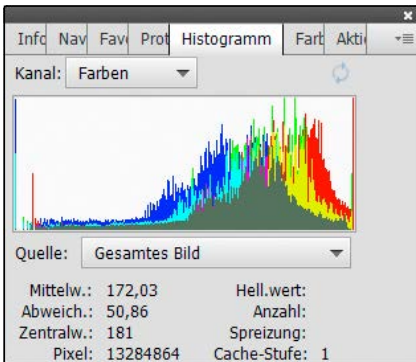 Info Nav Fav Prot Histogramm Farb Aktio
Kanal: Farben
Quelle: Gesamtes Bild
Mittelw.: 172,03 Hell.wert:
Abweich.: 50,86 Anzahl:
Zentralw.: 181 Spreizung:
Pixel: 13284864 Cache-Stufe: 1